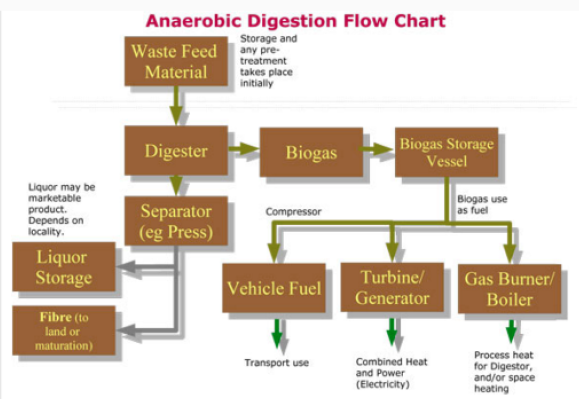 Anaerobic Digestion Flow Chart
Waste Feed
Material
Storage and
any pre-
treatment
takes place
initially
Digester
Biogas
Biogas Storage
Vessel
Liquor may be
marketable
product.
Depends on
locality.
Separator
(eg Press)
Compressor
Biogas use
as fuel
Liquor
Storage
Vehicle Fuel
Turbine/
Generator
Gas Burner/
Boiler
Fibre (to
land or
maturation)
Transport use
Combined Heat
and Power
(Electricity)
Process heat
for Digestor,
and/or space
heating